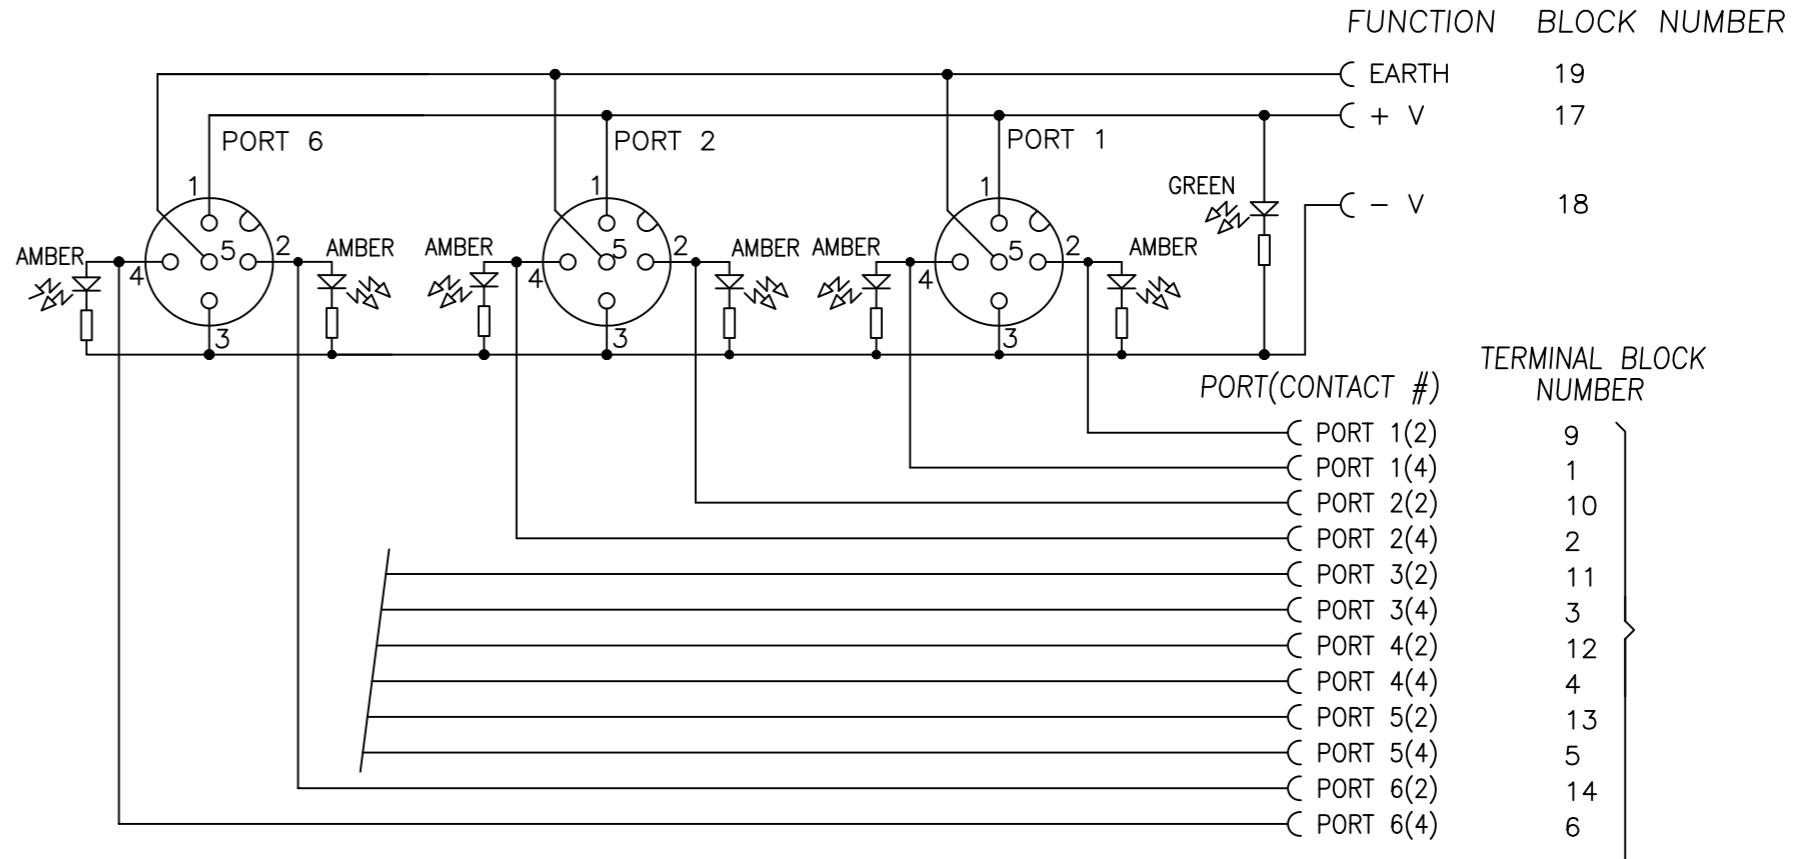 FUNCTION BLOCK NUMBER
EARTH 19
+ V 17
PORT 6 PORT 2 PORT 1
1 1 1 GREEN - V 18
AMBER 4 5 2 AMBER AMBER 4 5 2 AMBER AMBER 4 5 2 AMBER
3 3 3
PORT(CONTACT #) TERMINAL BLOCK
NUMBER
PORT 1(2) 9
PORT 1(4) 1
PORT 2(2) 10
PORT 2(4) 2
PORT 3(2) 11
PORT 3(4) 3
PORT 4(2) 12
PORT 4(4) 4
PORT 5(2) 13
PORT 5(4) 5
PORT 6(2) 14
PORT 6(4) 6